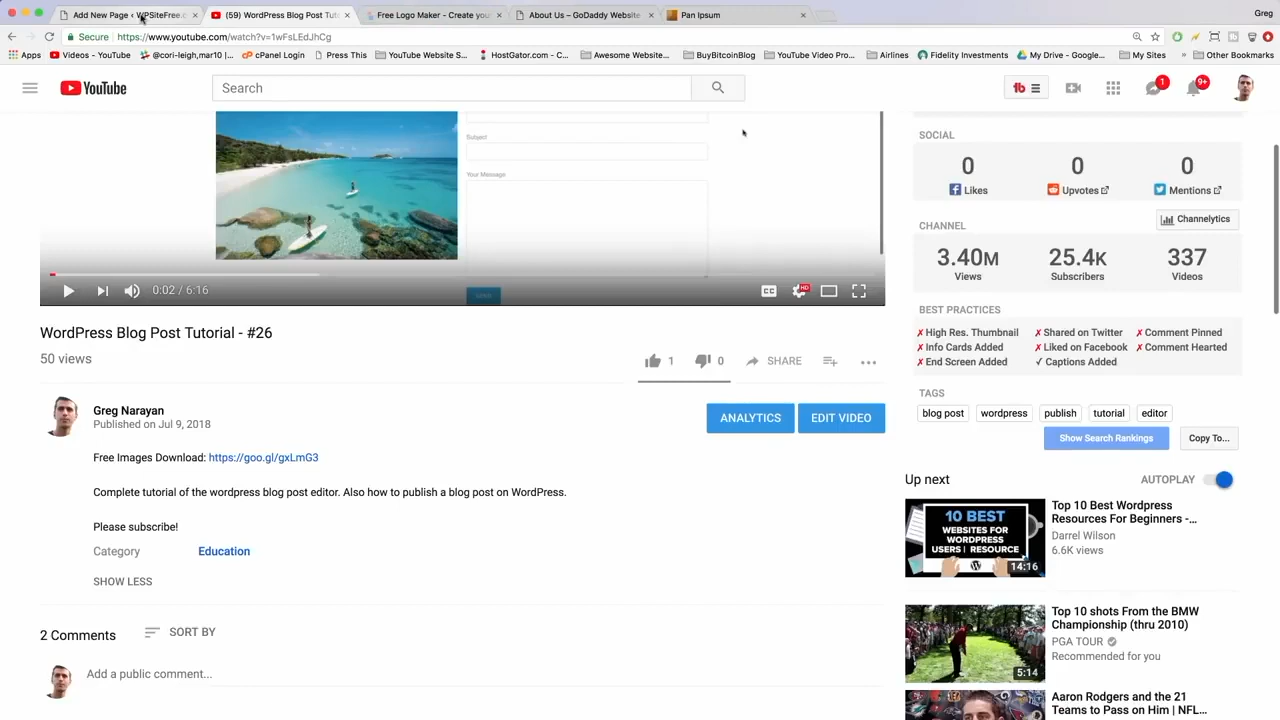 Add New Page ‹ WPSiteFree.c
(59) WordPress Blog Post Tut
Free Logo Maker - Create you
About Us – GoDaddy Website
Pan Ipsum
Greg
Secure
https://www.youtube.com/watch?v=1wFsLEdJhCg
Apps
Videos - YouTube
YouTube Website S...
@cori-leigh,mar10 |...
cPanel Login
Press This
HostGator.com - C...
Awesome Website...
BuyBitcoinBlog
YouTube Video Pro...
Airlines
Fidelity Investments
My Drive - Google...
My Sites
»
Other Bookmarks
YouTube
Search
tb
1
9+
Subject
Your Message
0:02 / 6:16
CC
HD
WordPress Blog Post Tutorial - #26
50 views
1
0
SHARE
Greg Narayan
Published on Jul 9, 2018
ANALYTICS
EDIT VIDEO
Free Images Download: https://goo.gl/gxLmG3
Complete tutorial of the wordpress blog post editor. Also how to publish a blog post on WordPress.
Please subscribe!
Category
Education
SHOW LESS
2 Comments
SORT BY
Add a public comment...
SOCIAL
0
0
0
Likes
Upvotes
Mentions
CHANNEL
Channelytics
3.40M
25.4K
337
Views
Subscribers
Videos
BEST PRACTICES
✗ High Res. Thumbnail
✗ Shared on Twitter
✗ Comment Pinned
✗ Info Cards Added
✗ Liked on Facebook
✗ Comment Hearted
✗ End Screen Added
✓ Captions Added
TAGS
blog post
wordpress
publish
tutorial
editor
Show Search Rankings
Copy To...
Up next
AUTOPLAY
10 BEST
WEBSITES FOR
WORDPRESS
USERS | RESOURCE
14:16
Top 10 Best Wordpress
Resources For Beginners -...
Darrel Wilson
6.6K views
5:14
Top 10 shots From the BMW
Championship (thru 2010)
PGA TOUR
Recommended for you
Aaron Rodgers and the 21
Teams to Pass on Him | NFL...